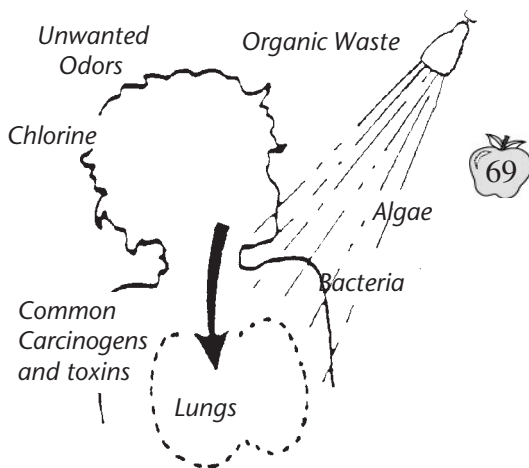 Unwanted
Odors
Organic Waste
Chlorine
69
Algae
Bacteria
Common
Carcinogens
and toxins
Lungs